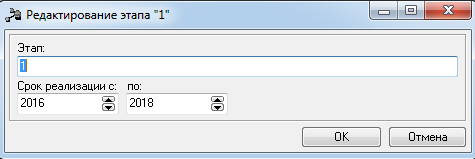 Редактирование этапа "1"
Этап:
1
Срок реализации с: по:
2016 2018
OK Отмена